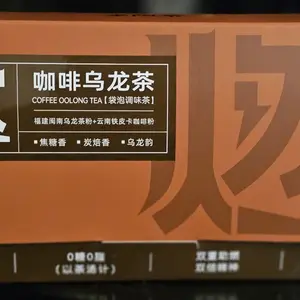 咖啡乌龙茶
COFFEE OOLONG TEA【袋泡调味茶】
福建闽南乌龙茶粉+云南铁皮卡咖啡粉
焦糖香 炭焙香 乌龙韵
0糖0脂
(以茶汤计)
双重助燃
双倍精神